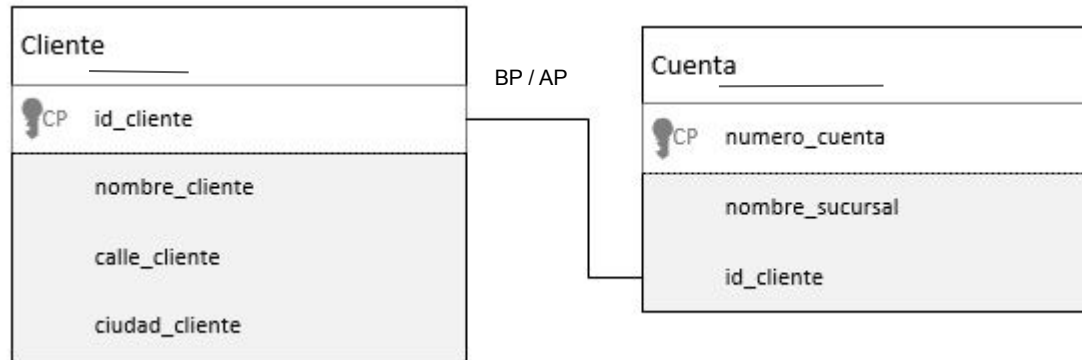 Cliente
CP id_cliente
nombre_cliente
calle_cliente
ciudad_cliente
BP / AP
Cuenta
CP numero_cuenta
nombre_sucursal
id_cliente